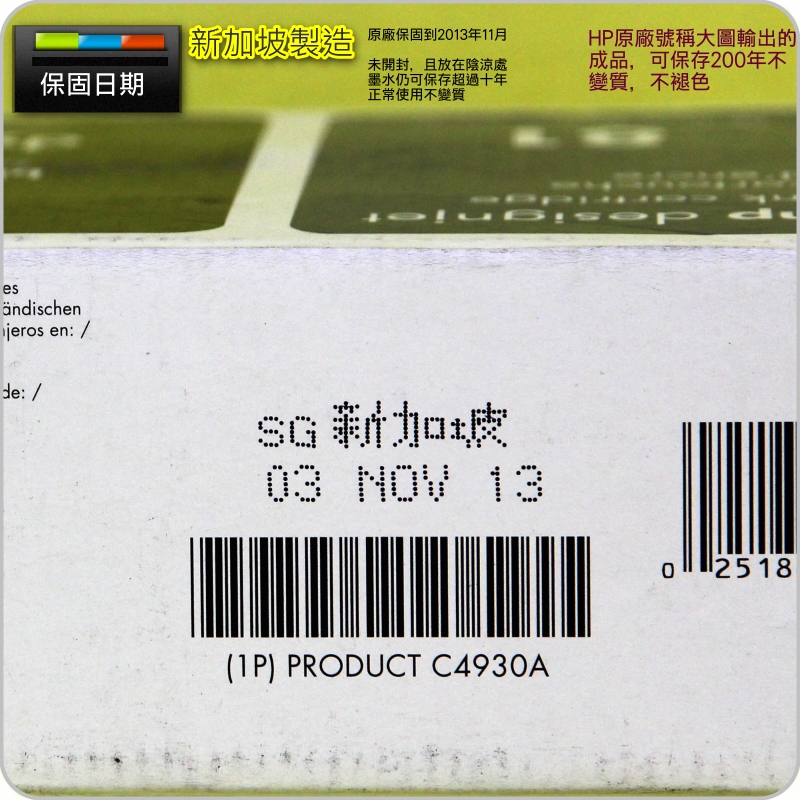 保固日期
新加坡製造
原廠保固到2013年11月
未開封，且放在陰涼處
墨水仍可保存超過十年
正常使用不變質
HP原廠號稱大圖輸出的
成品，可保存200年不
變質，不褪色
81
hp designjet
ink cartridge
es
ändischen
njeros en: /
de: /
SG 新加坡
03 NOV 13
(1P) PRODUCT C4930A
0 2518